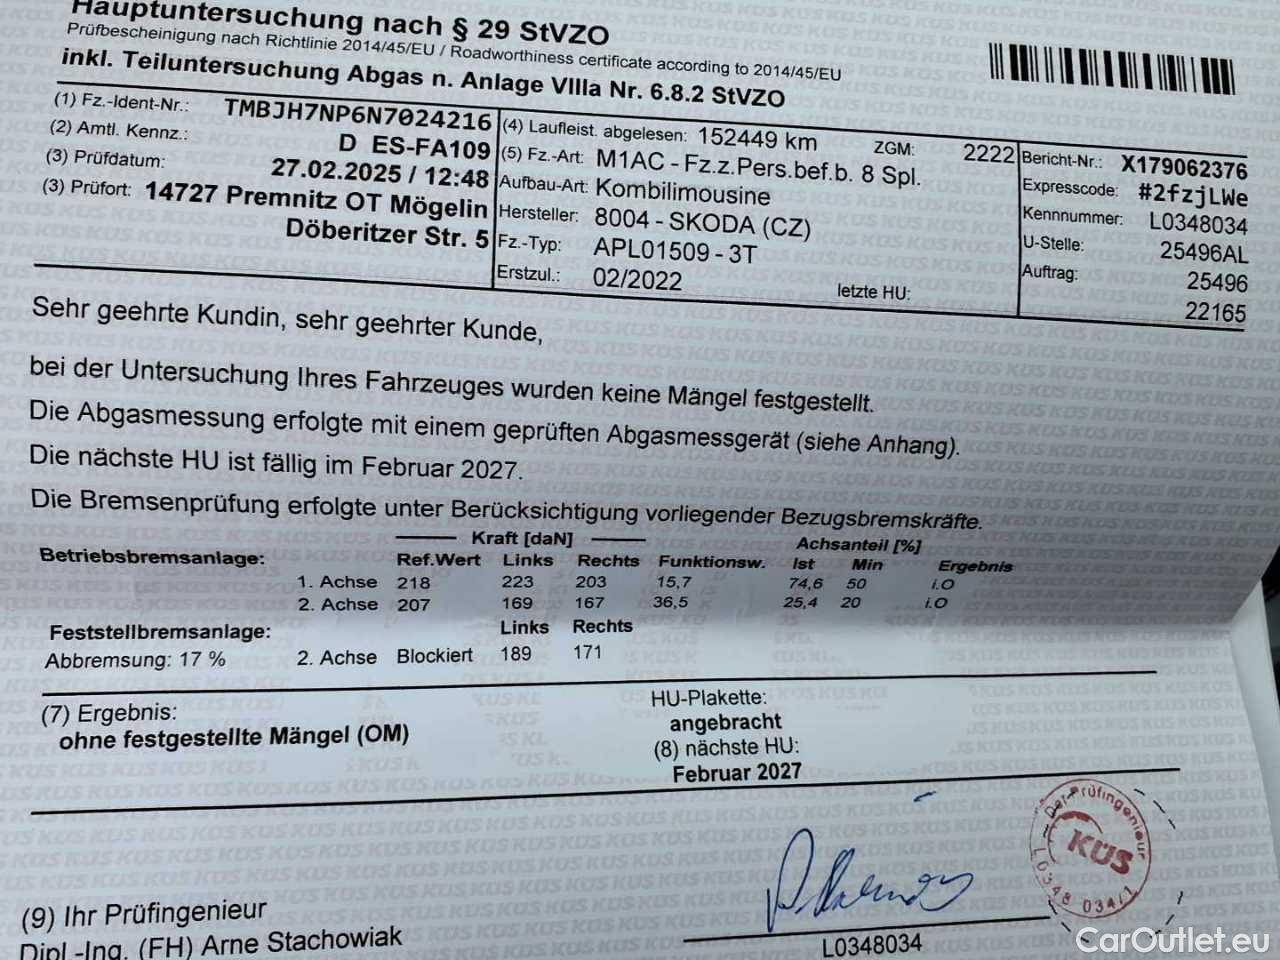 Hauptuntersuchung nach § 29 StVZO
Prüfbescheinigung nach Richtlinie 2014/45/EU / Roadworthiness certificate according to 2014/45/EU
inkl. Teiluntersuchung Abgas n. Anlage VIIIa Nr. 6.8.2 StVZO
(1) Fz.-Ident-Nr.: TMBJH7NP6N7024216
(2) Amtl. Kennz.: D ES-FA109
(3) Prüfdatum: 27.02.2025 / 12:48
(3) Prüfort: 14727 Premnitz OT Mögelin
Döberitzer Str. 5
(4) Laufleist. abgelesen: 152449 km ZGM: 2222
(5) Fz.-Art: M1AC - Fz.z.Pers.bef.b. 8 Spl.
Aufbau-Art: Kombilimousine
Hersteller: 8004 - SKODA (CZ)
Fz.-Typ: APL01509 - 3T
Erstzul.: 02/2022 letzte HU:
Bericht-Nr.: X179062376
Expresscode: #2fzjLWe
Kennnummer: L0348034
U-Stelle: 25496AL
Auftrag: 25496
22165
Sehr geehrte Kundin, sehr geehrter Kunde,
bei der Untersuchung Ihres Fahrzeuges wurden keine Mängel festgestellt.
Die Abgasmessung erfolgte mit einem geprüften Abgasmessgerät (siehe Anhang).
Die nächste HU ist fällig im Februar 2027.
Die Bremsenprüfung erfolgte unter Berücksichtigung vorliegender Bezugsbremskräfte.
Kraft [daN] Achsanteil [%]
Betriebsbremsanlage: Ref.Wert Links Rechts Funktionsw. Ist Min Ergebnis
1. Achse 218 223 203 15,7 74,6 50 i.O
2. Achse 207 169 167 36,5 25,4 20 i.O
Feststellbremsanlage: Links Rechts
Abbremsung: 17 % 2. Achse Blockiert 189 171
(7) Ergebnis:
ohne festgestellte Mängel (OM)
HU-Plakette:
angebracht
(8) nächste HU:
Februar 2027
Der Prüfingenieur
KÜS
L0348 034/1
(9) Ihr Prüfingenieur
Dipl.-Ing. (FH) Arne Stachowiak
L0348034
CarOutlet.eu